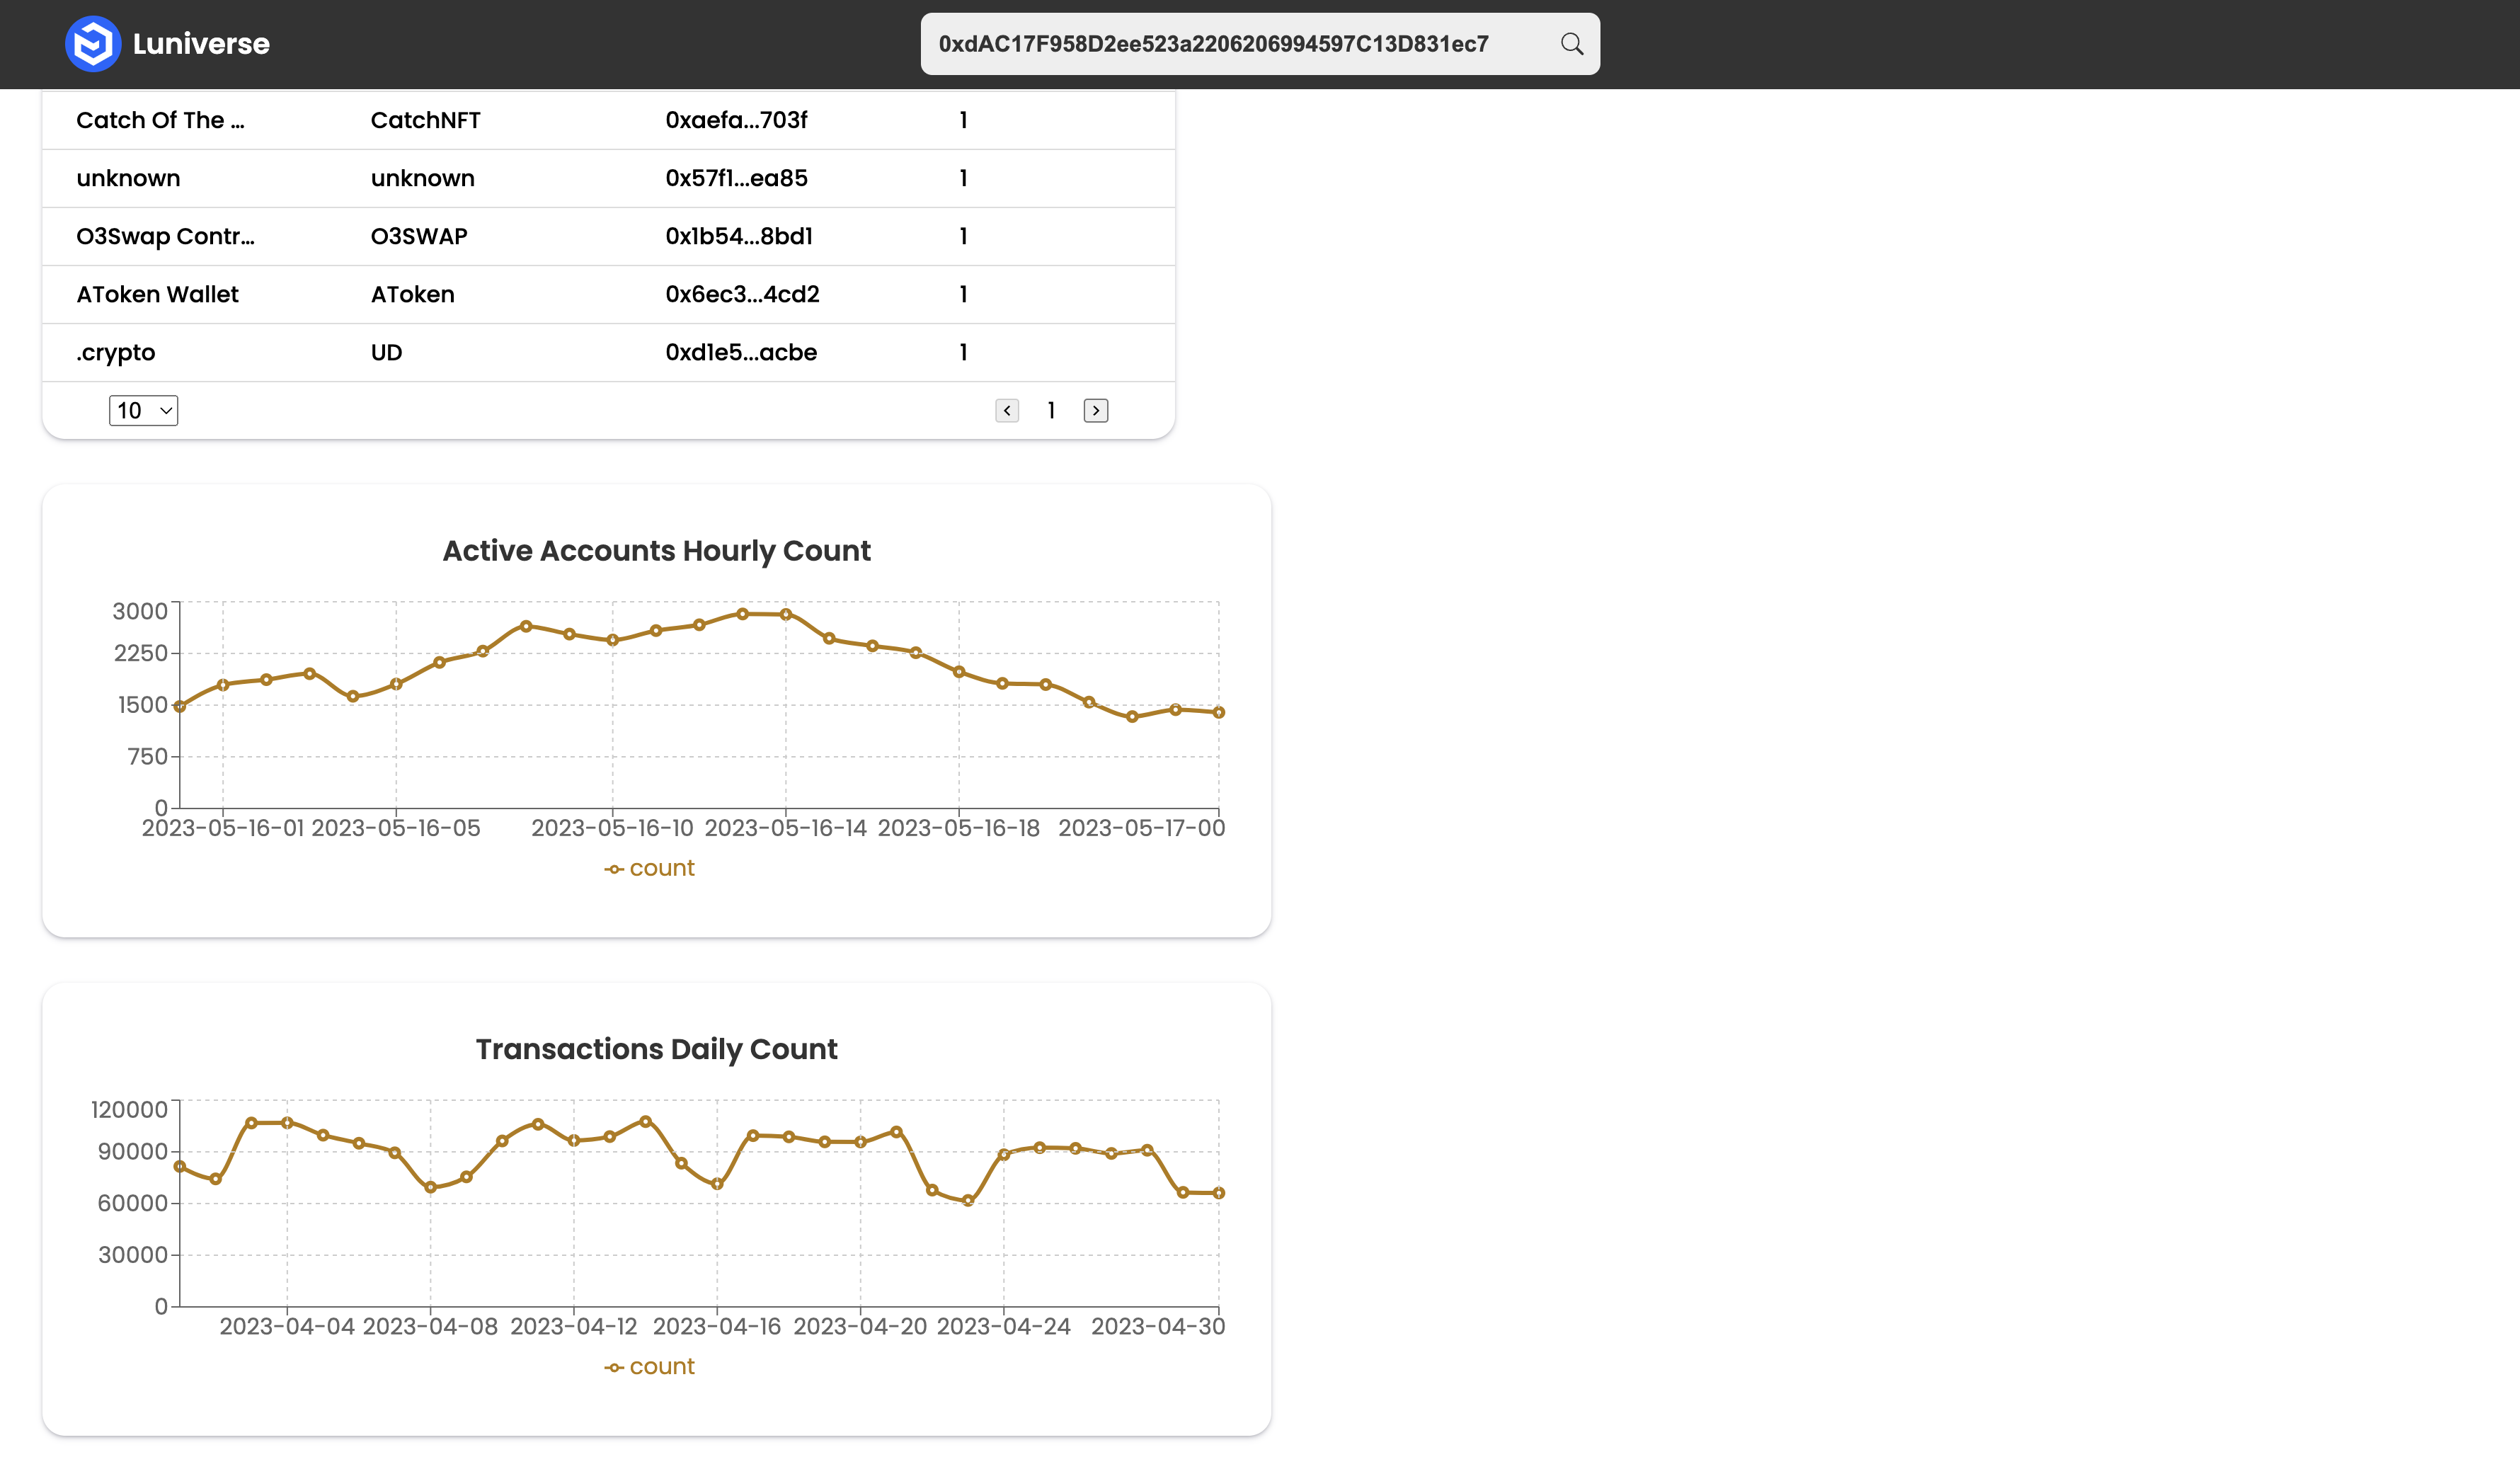 Luniverse
0xdAC17F958D2ee523a2206206994597C13D831ec7
Catch Of The ... CatchNFT 0xaefa...703f 1
unknown unknown 0x57f1...ea85 1
O3Swap Contr... O3SWAP 0x1b54...8bd1 1
AToken Wallet AToken 0x6ec3...4cd2 1
.crypto UD 0xd1e5...acbe 1
10 < 1 >
Active Accounts Hourly Count
3000
2250
1500
750
0
2023-05-16-01 2023-05-16-05 2023-05-16-10 2023-05-16-14 2023-05-16-18 2023-05-17-00
count
Transactions Daily Count
120000
90000
60000
30000
0
2023-04-04 2023-04-08 2023-04-12 2023-04-16 2023-04-20 2023-04-24 2023-04-30
count